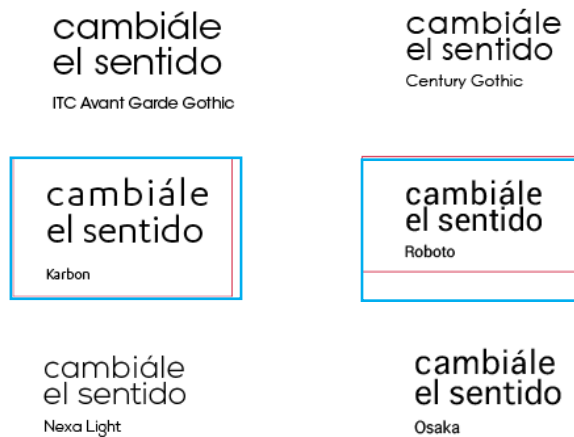 cambiále
el sentido
ITC Avant Garde Gothic
cambiále
el sentido
Century Gothic
cambiále
el sentido
Karbon
cambiále
el sentido
Roboto
cambiále
el sentido
Nexa Light
cambiále
el sentido
Osaka